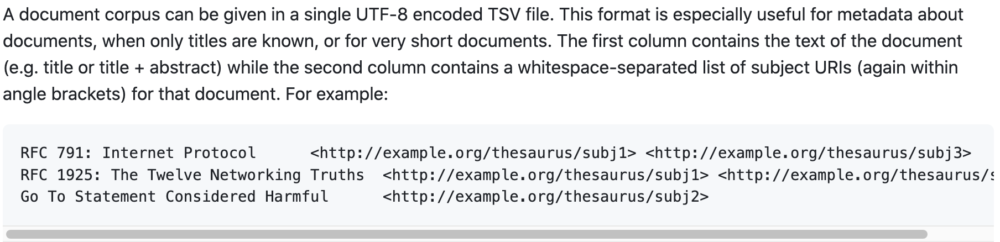 A document corpus can be given in a single UTF-8 encoded TSV file. This format is especially useful for metadata about
documents, when only titles are known, or for very short documents. The first column contains the text of the document
(e.g. title or title + abstract) while the second column contains a whitespace-separated list of subject URIs (again within
angle brackets) for that document. For example:
RFC 791: Internet Protocol <http://example.org/thesaurus/subj1> <http://example.org/thesaurus/subj3>
RFC 1925: The Twelve Networking Truths <http://example.org/thesaurus/subj1> <http://example.org/thesaurus/
Go To Statement Considered Harmful <http://example.org/thesaurus/subj2>